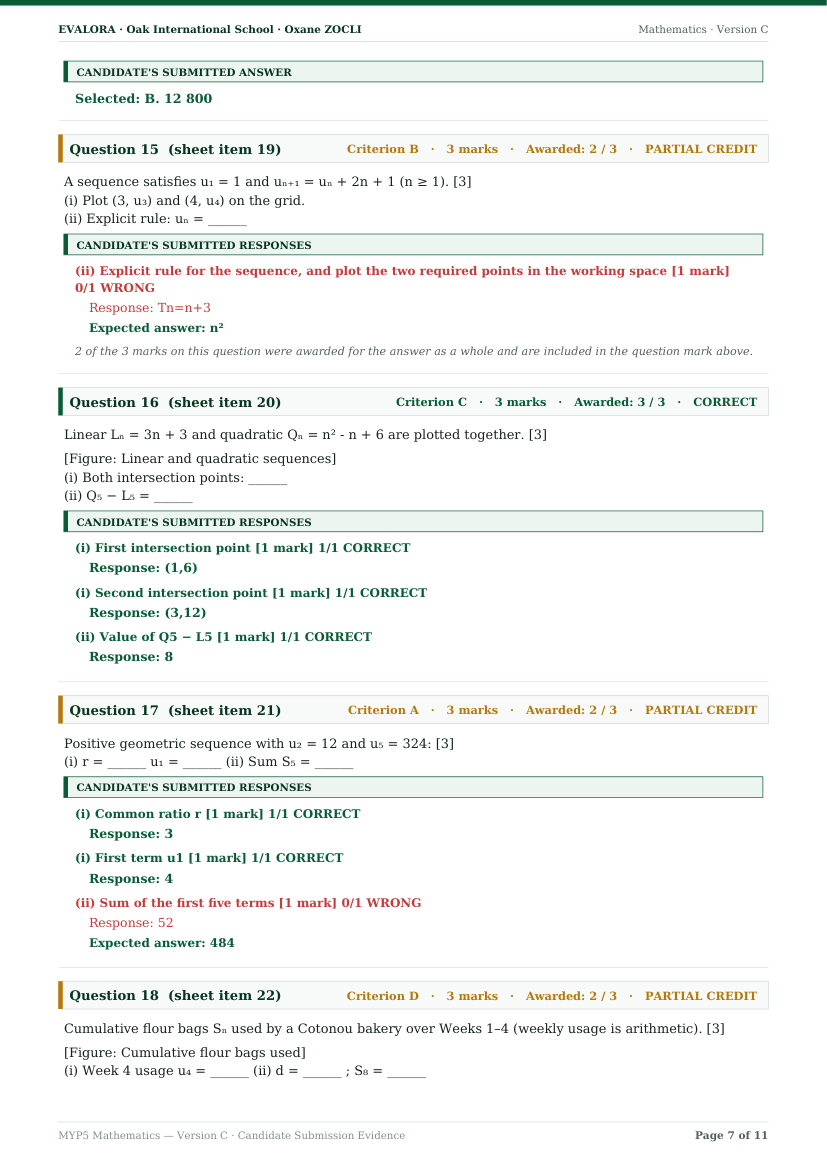 EVALORA · Oak International School · Oxane ZOCLI
Mathematics · Version C
CANDIDATE'S SUBMITTED ANSWER
Selected: B. 12 800
Question 15 (sheet item 19)
Criterion B · 3 marks · Awarded: 2 / 3 · PARTIAL CREDIT
A sequence satisfies u₁ = 1 and uₙ₊₁ = uₙ + 2n + 1 (n ≥ 1). [3]
(i) Plot (3, u₃) and (4, u₄) on the grid.
(ii) Explicit rule: uₙ = ______
CANDIDATE'S SUBMITTED RESPONSES
(ii) Explicit rule for the sequence, and plot the two required points in the working space [1 mark]
0/1 WRONG
Response: Tn=n+3
Expected answer: n²
2 of the 3 marks on this question were awarded for the answer as a whole and are included in the question mark above.
Question 16 (sheet item 20)
Criterion C · 3 marks · Awarded: 3 / 3 · CORRECT
Linear Lₙ = 3n + 3 and quadratic Qₙ = n² - n + 6 are plotted together. [3]
[Figure: Linear and quadratic sequences]
(i) Both intersection points: ______
(ii) Q₅ − L₅ = ______
CANDIDATE'S SUBMITTED RESPONSES
(i) First intersection point [1 mark] 1/1 CORRECT
Response: (1,6)
(i) Second intersection point [1 mark] 1/1 CORRECT
Response: (3,12)
(ii) Value of Q5 − L5 [1 mark] 1/1 CORRECT
Response: 8
Question 17 (sheet item 21)
Criterion A · 3 marks · Awarded: 2 / 3 · PARTIAL CREDIT
Positive geometric sequence with u₂ = 12 and u₅ = 324: [3]
(i) r = ______ u₁ = ______ (ii) Sum S₅ = ______
CANDIDATE'S SUBMITTED RESPONSES
(i) Common ratio r [1 mark] 1/1 CORRECT
Response: 3
(i) First term u1 [1 mark] 1/1 CORRECT
Response: 4
(ii) Sum of the first five terms [1 mark] 0/1 WRONG
Response: 52
Expected answer: 484
Question 18 (sheet item 22)
Criterion D · 3 marks · Awarded: 2 / 3 · PARTIAL CREDIT
Cumulative flour bags Sₙ used by a Cotonou bakery over Weeks 1–4 (weekly usage is arithmetic). [3]
[Figure: Cumulative flour bags used]
(i) Week 4 usage u₄ = ______ (ii) d = ______ ; S₈ = ______
MYP5 Mathematics — Version C · Candidate Submission Evidence
Page 7 of 11